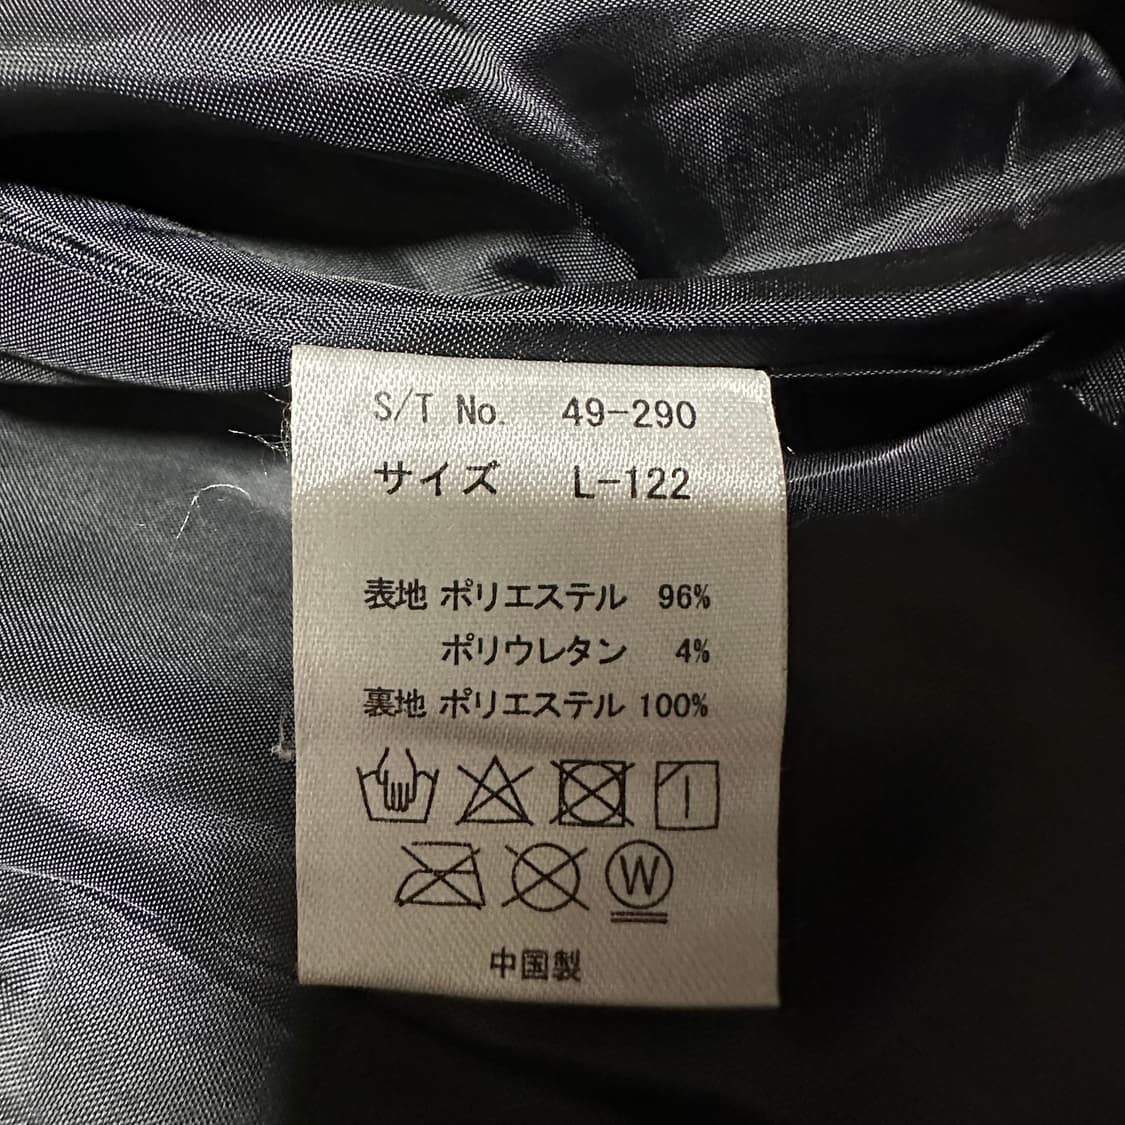 S/T No. 49-290
サイズ L-122
表地 ポリエステル 96%
ポリウレタン 4%
裏地 ポリエステル 100%
W
中国製